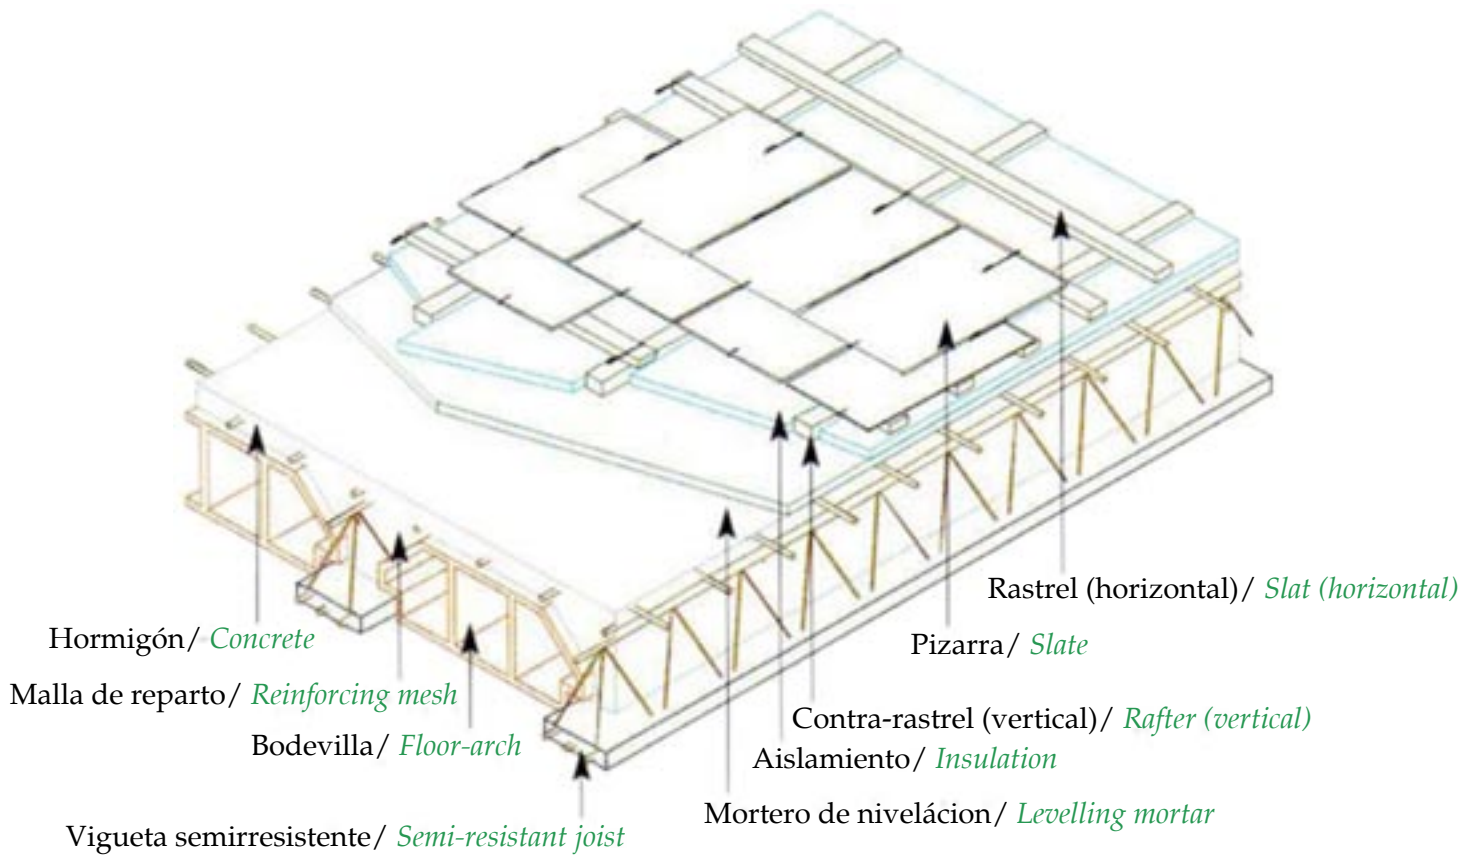 Rastrel (horizontal)/ Slat (horizontal)
Hormigón/ Concrete
Pizarra/ Slate
Malla de reparto/ Reinforcing mesh
Contra-rastrel (vertical)/ Rafter (vertical)
Bodevilla/ Floor-arch
Aislamiento/ Insulation
Mortero de nivelácion/ Levelling mortar
Vigueta semirresistente/ Semi-resistant joist